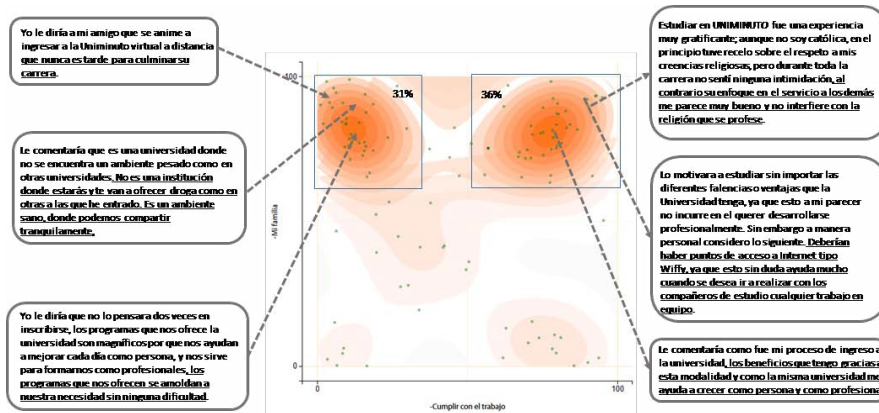 Yo le diría a mi amigo que se anime a
ingresar a la Uniminuto virtual a distancia
que nunca es tarde para culminar su
carrera.
Le comentaría que es una universidad donde
no se encuentra un ambiente pesado como en
otras universidades. No es una institución
donde estarás y te van a ofrecer droga como en
otras a las que he entrado. Es un ambiente
sano, donde podemos compartir
tranquilamente.
Yo le diría que no lo pensara dos veces en
inscribirse, los programas que nos ofrece la
universidad son magníficos por que nos ayudan
a mejorar cada día como persona, y nos sirve
para formarnos como profesionales, los
programas que nos ofrecen se amoldan a
nuestra necesidad sin ninguna dificultad.
-100
31%
36%
-Mi familia
0
0
100
-Cumplir con el trabajo
Estudiar en UNIMINUTO fue una experiencia
muy gratificante; aunque no soy católica, en el
principio tuve recelo sobre el respeto a mis
creencias religiosas, pero durante toda la
carrera no sentí ninguna intimidación, al
contrario su enfoque en el servicio a los demás
me parece muy bueno y no interfiere con la
religión que se profese.
Lo motivara a estudiar sin importar las
diferentes falencias o ventajas que la
Universidad tenga, ya que esto a mi parecer
no incurre en el querer desarrollarse
profesionalmente. Sin embargo a manera
personal considero lo siguiente. Deberían
haber puntos de acceso a Internet tipo
Wiffy, ya que esto sin duda ayuda mucho
cuando se desea ir a realizar con los
compañeros de estudio cualquier trabajo en
equipo.
Le comentaría como fue mi proceso de ingreso a
la universidad, los beneficios que tengo gracias a
esta modalidad y como la misma universidad me
ayuda a crecer como persona y como profesional